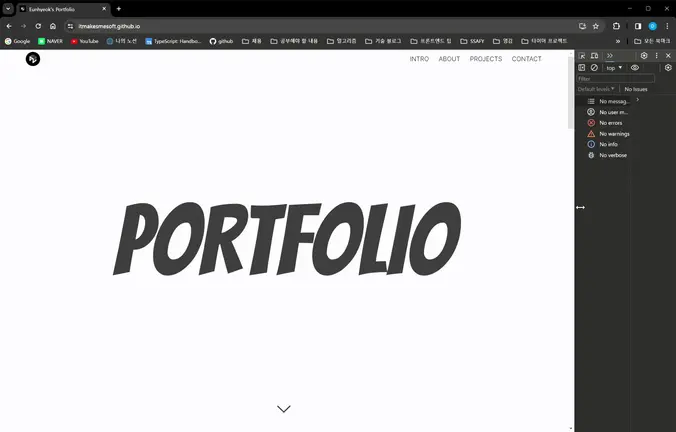 Eunhyeok's Portfolio
itmakesmesoft.github.io
Google NAVER YouTube 나의 노션 TypeScript: Handbo... github 채용 공부해야 할 내용 알고리즘 기술 블로그 프론트엔드 팁 SSAFY 영감 타이머 프로젝트 » 모든 북마크
INTRO ABOUT PROJECTS CONTACT
PORTFOLIO
top
Filter
Default levels No Issues
No messag...
No user m...
No errors
No warnings
No info
No verbose